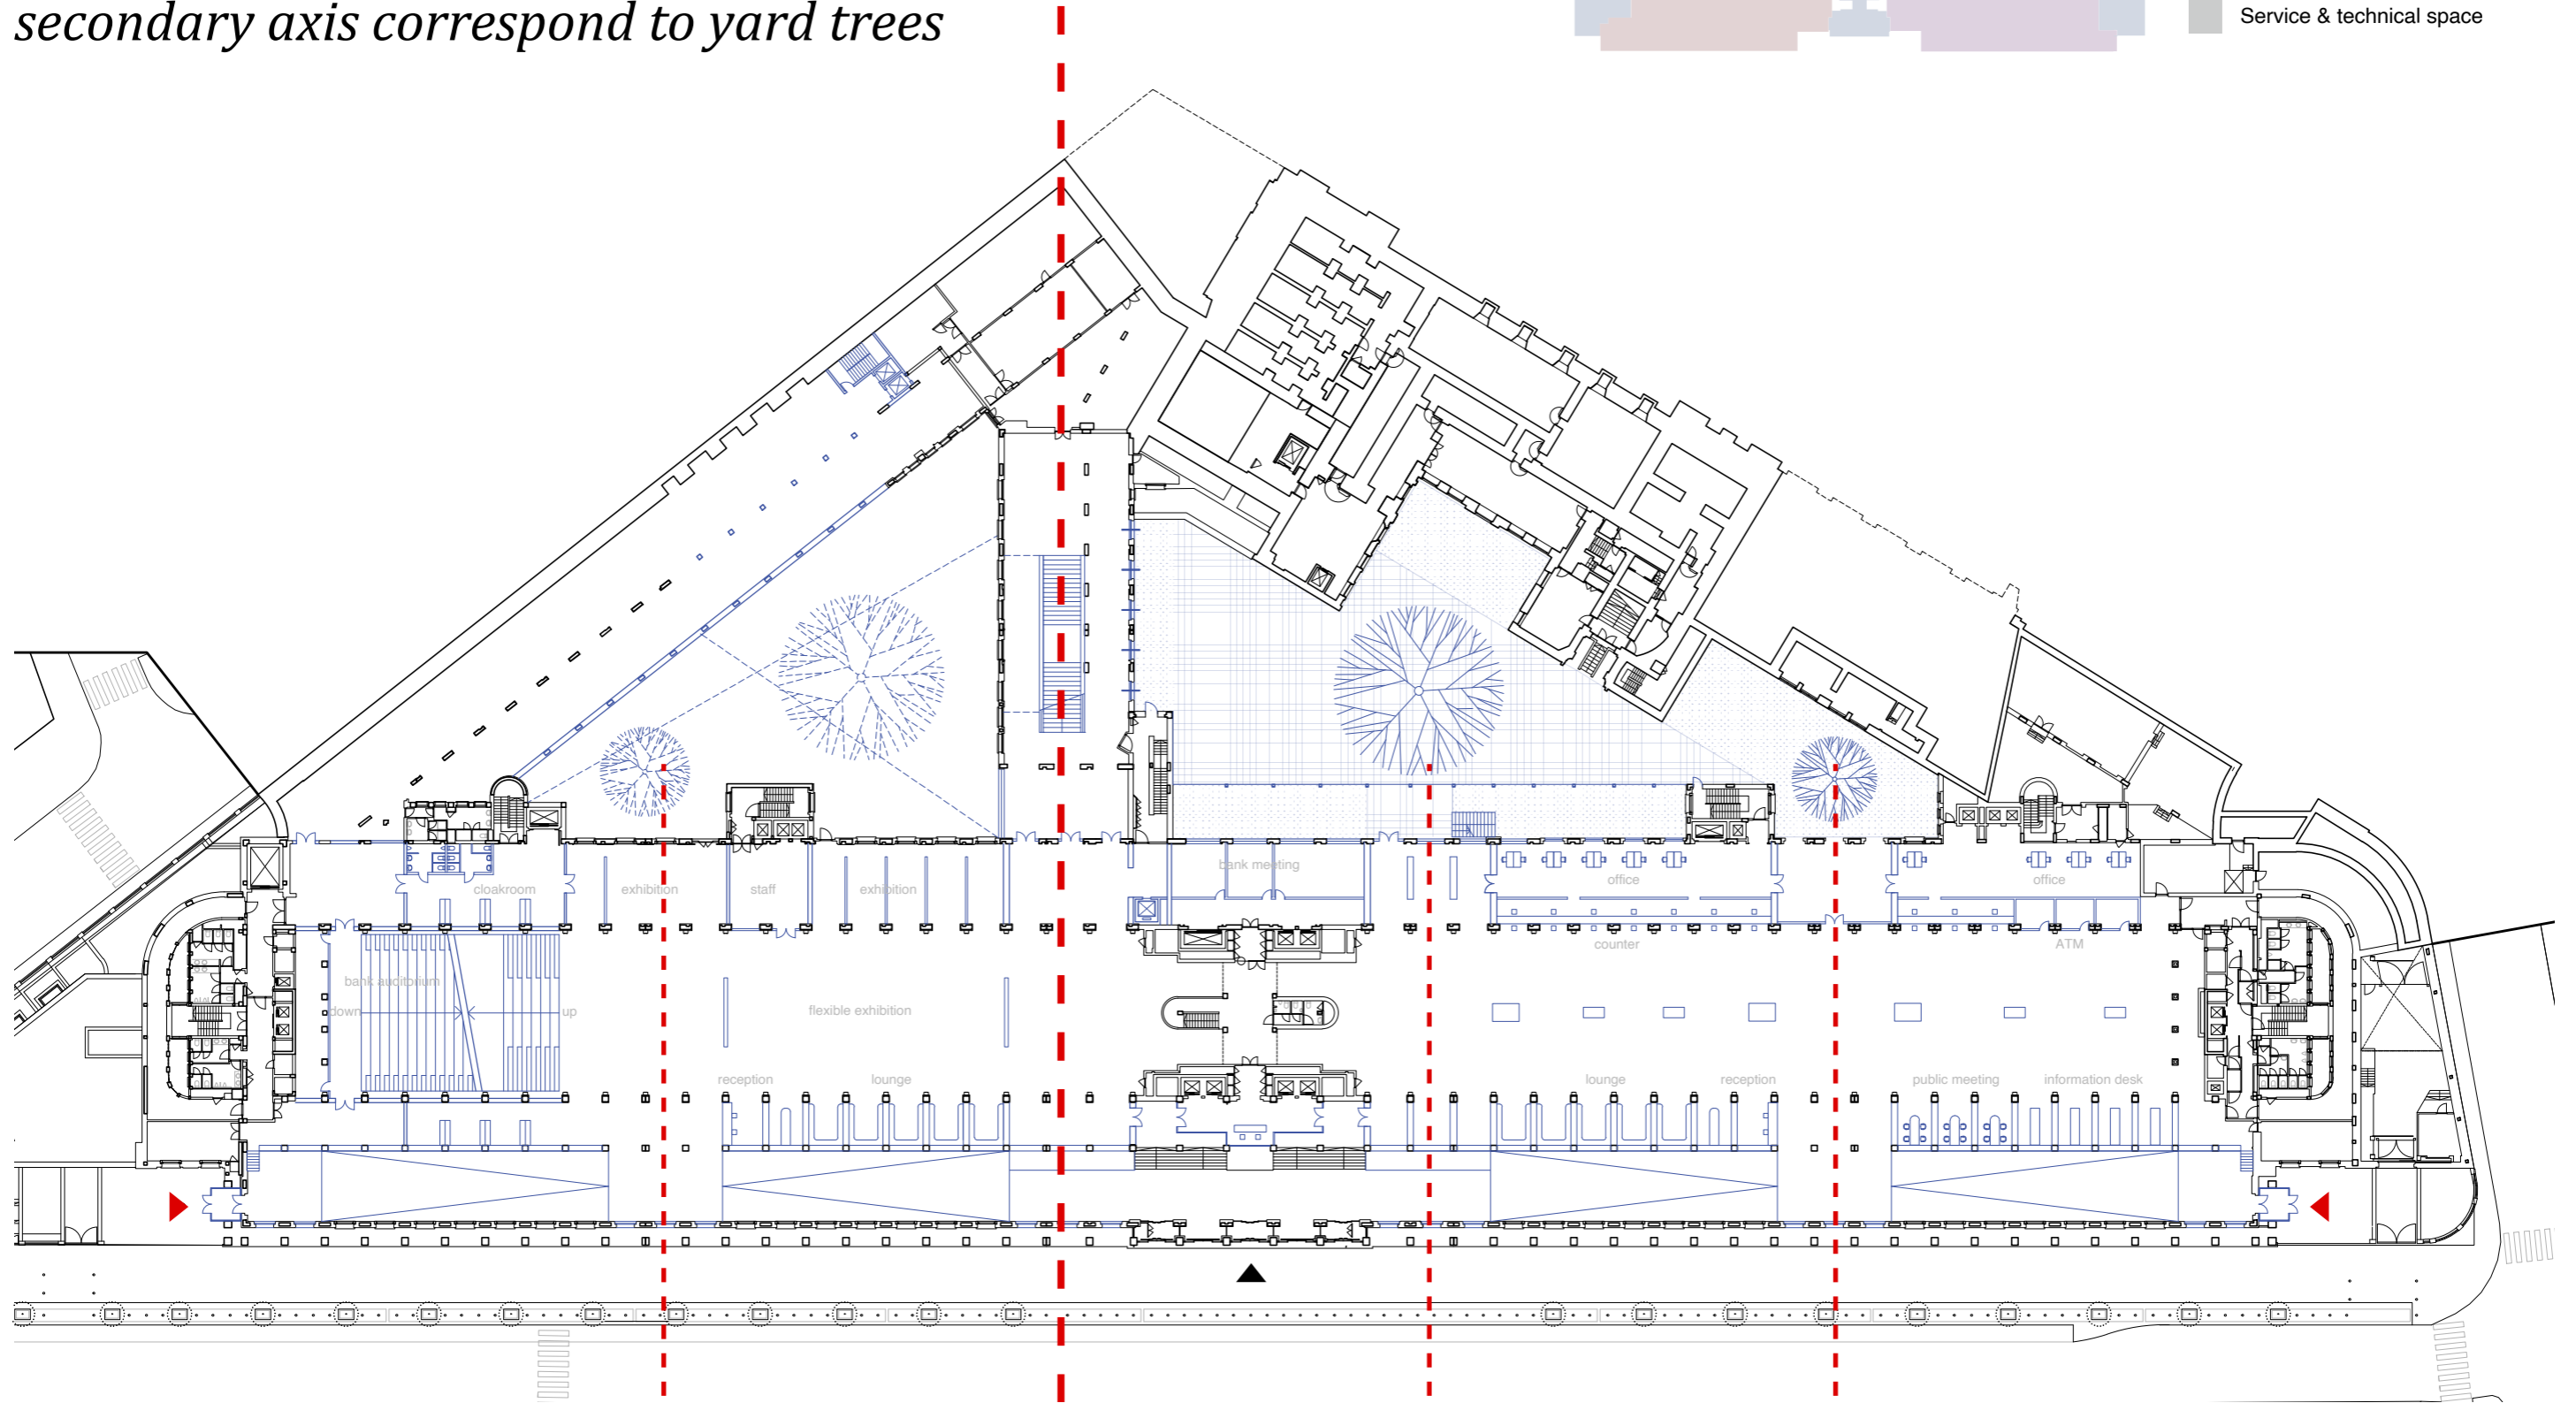 secondary axis correspond to yard trees
Service & technical space
bank meeting
cloakroom
exhibition
staff
exhibition
office
office
counter
ATM
bank auditorium
down
up
flexible exhibition
reception
lounge
lounge
reception
public meeting
information desk